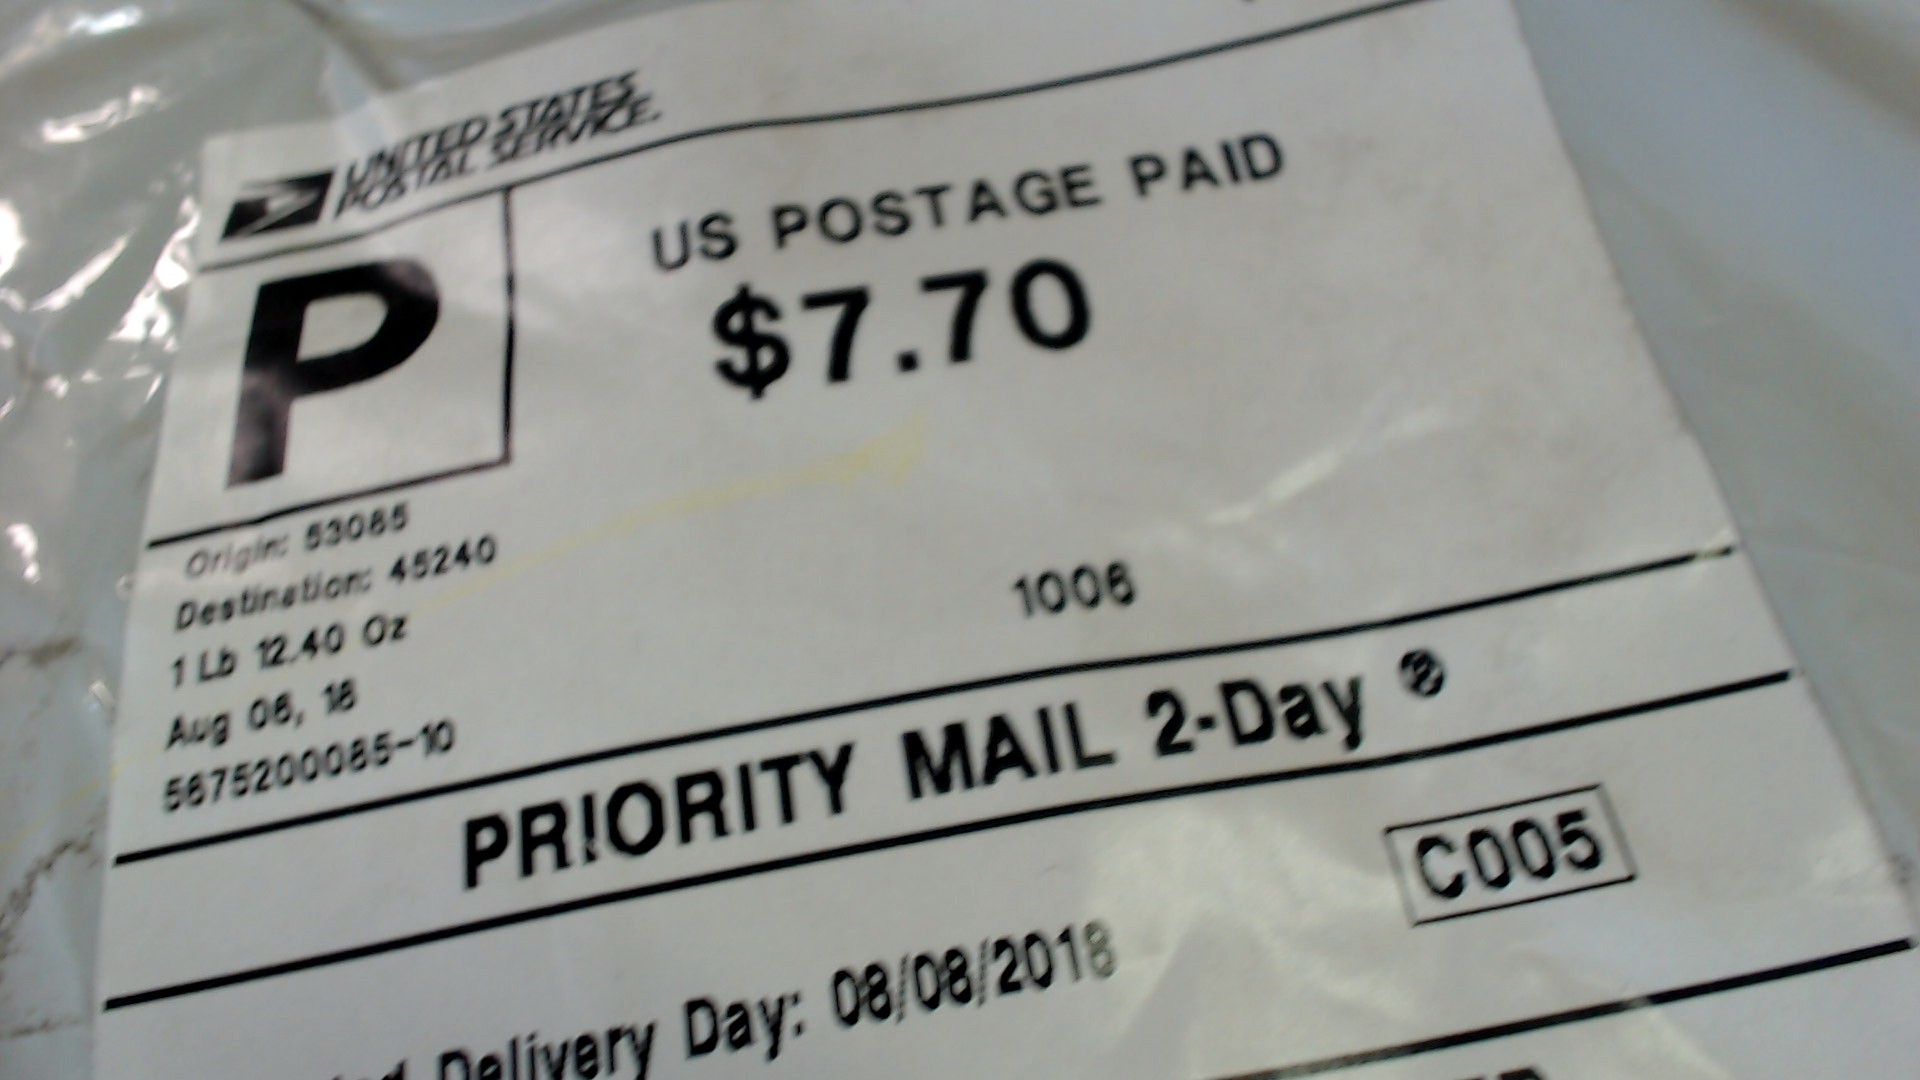 UNITED STATES
POSTAL SERVICE.
P
US POSTAGE PAID
$7.70
Origin: 53085
Destination: 45240
1 Lb 12.40 Oz
Aug 06, 18
5675200085-10
1006
PRIORITY MAIL 2-Day ®
C005
Delivery Day: 08/08/2018